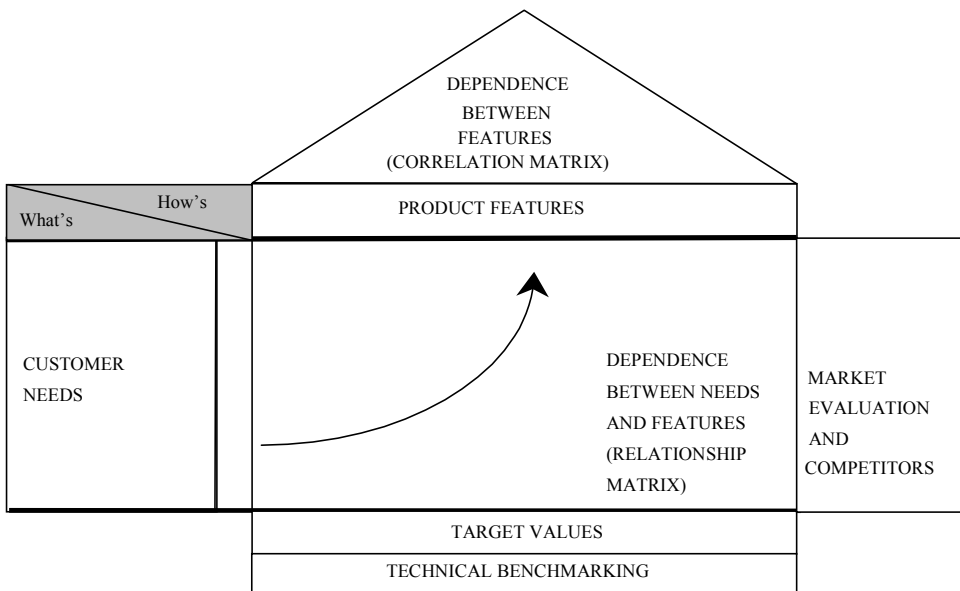 DEPENDENCE
BETWEEN
FEATURES
(CORRELATION MATRIX)
How's
What's
PRODUCT FEATURES
CUSTOMER
NEEDS
DEPENDENCE
BETWEEN NEEDS
AND FEATURES
(RELATIONSHIP
MATRIX)
MARKET
EVALUATION
AND
COMPETITORS
TARGET VALUES
TECHNICAL BENCHMARKING